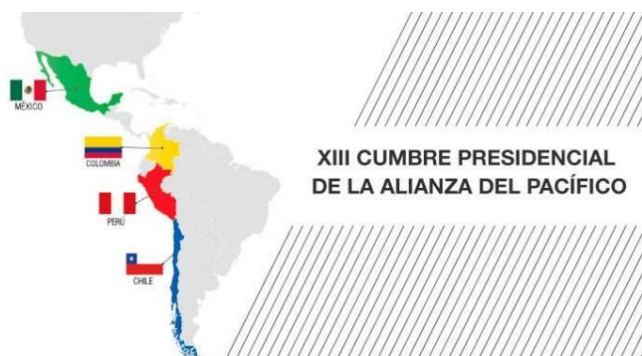 MÉXICO
COLOMBIA
PERÚ
CHILE
XIII CUMBRE PRESIDENCIAL
DE LA ALIANZA DEL PACÍFICO